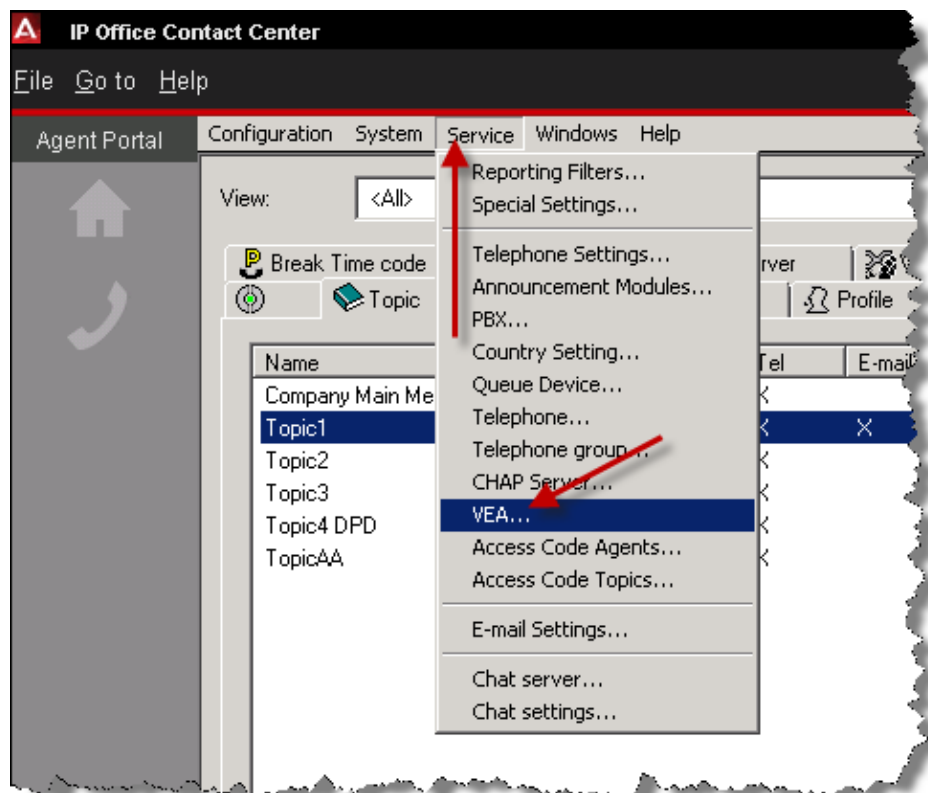 IP Office Contact Center
File Go to Help
Agent Portal
Configuration System Service Windows Help
View: <All>
Reporting Filters...
Special Settings...
Telephone Settings...
Announcement Modules...
PBX...
Country Setting...
Queue Device...
Telephone...
Telephone group...
CHAP Server...
VEA...
Access Code Agents...
Access Code Topics...
E-mail Settings...
Chat server...
Chat settings...
Break Time code rver
Topic Profile
Name Tel E-mail
Company Main Me X
Topic1 X X
Topic2 X
Topic3 X
Topic4 DPD X
TopicAA X